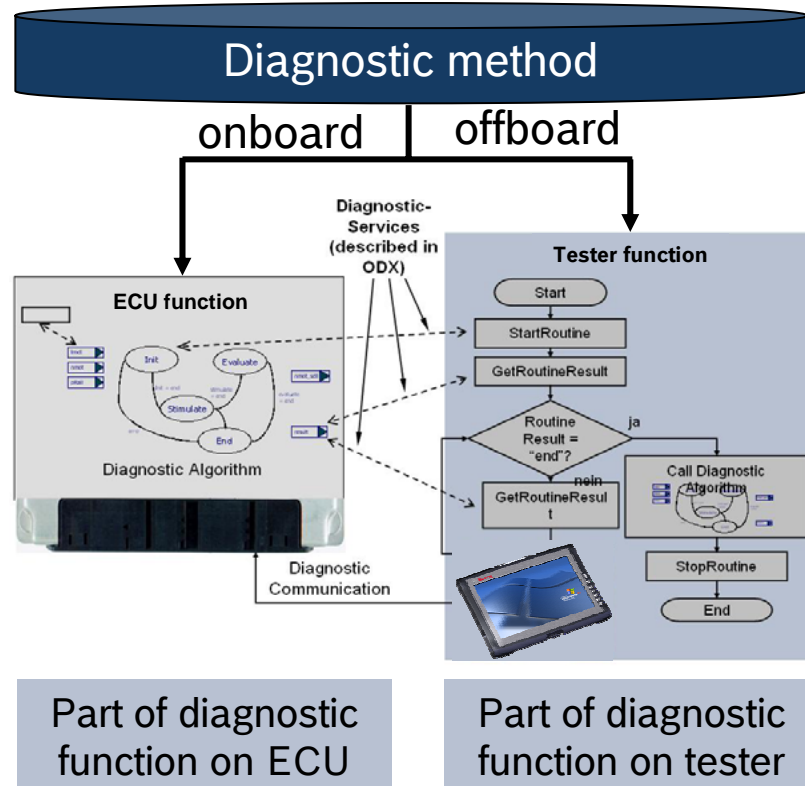 Diagnostic method
onboard
offboard
Diagnostic-
Services
(described in
ODX)
ECU function
Init
Evaluate
Stimulate
End
result
Diagnostic Algorithm
Diagnostic
Communication
Tester function
Start
StartRoutine
GetRoutineResult
Routine
Result =
“end”?
ja
nein
GetRoutineResul
t
Call Diagnostic
Algorithm
StopRoutine
End
Part of diagnostic
function on ECU
Part of diagnostic
function on tester